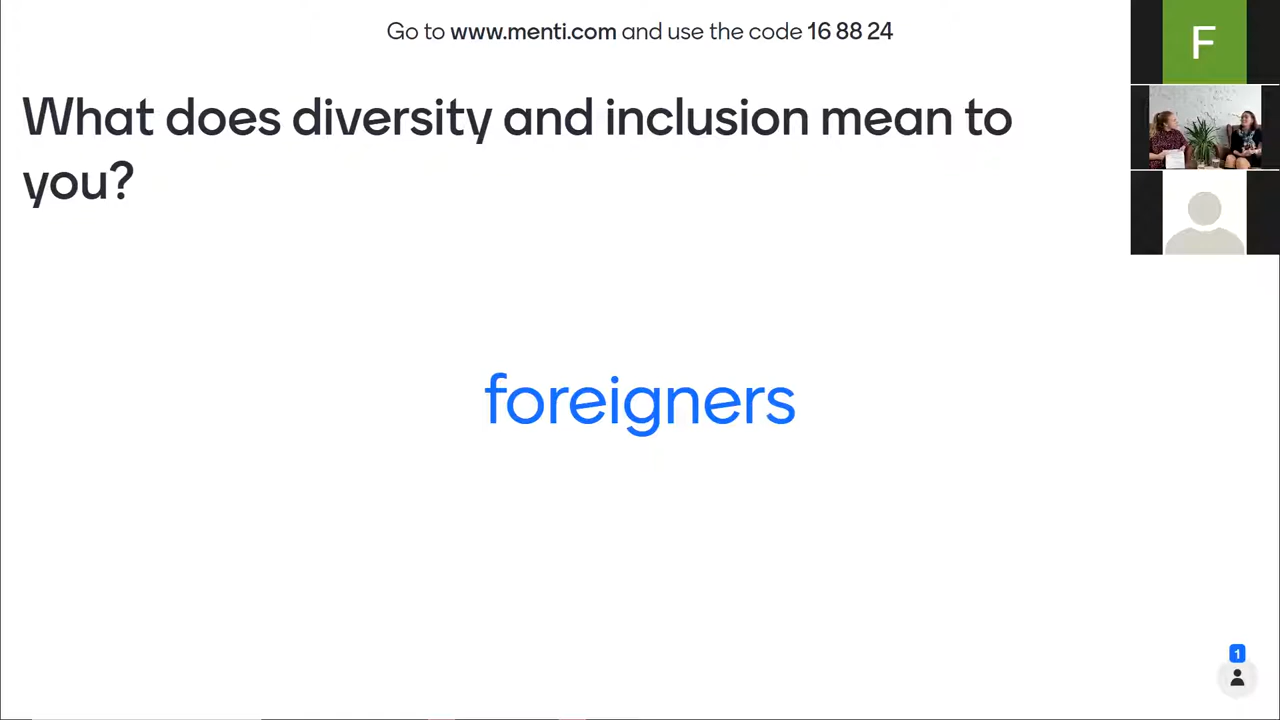 Go to www.menti.com and use the code 16 88 24
F
What does diversity and inclusion mean to
you?
foreigners
1